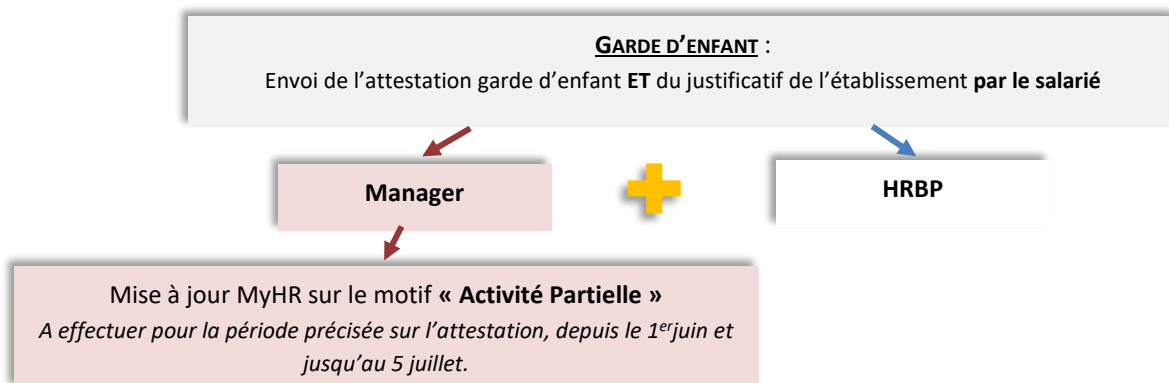 GARDE D'ENFANT :
Envoi de l'attestation garde d'enfant ET du justificatif de l'établissement par le salarié
Manager
HRBP
Mise à jour MyHR sur le motif « Activité Partielle »
A effectuer pour la période précisée sur l'attestation, depuis le 1er juin et
jusqu'au 5 juillet.